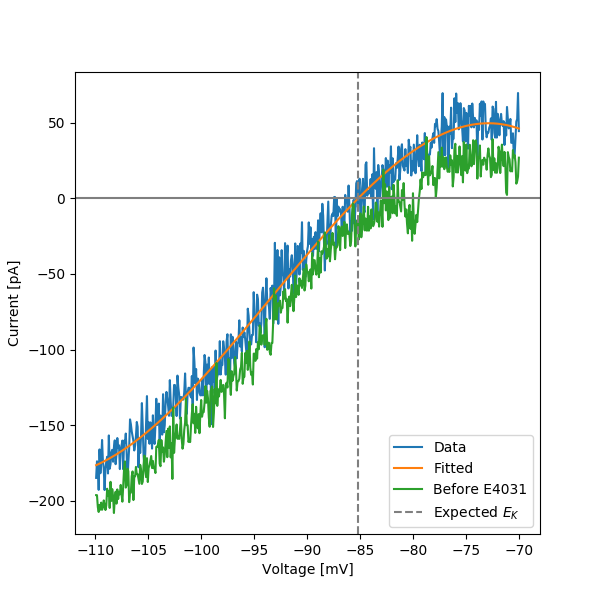 50
0
−50
−100
−150
−200
Current [pA]
−110 −105 −100 −95 −90 −85 −80 −75 −70
Voltage [mV]
Data
Fitted
Before E4031
Expected E_K